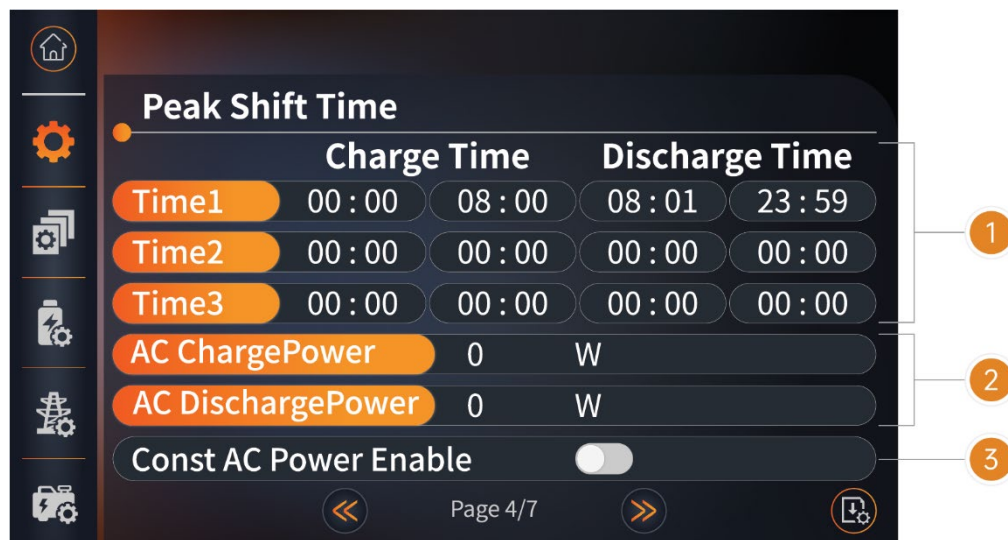 Peak Shift Time
Charge Time Discharge Time
Time1 00 : 00 08 : 00 08 : 01 23 : 59
1
Time2 00 : 00 00 : 00 00 : 00 00 : 00
Time3 00 : 00 00 : 00 00 : 00 00 : 00
AC ChargePower 0 W
2
AC DischargePower 0 W
Const AC Power Enable 3
Page 4/7